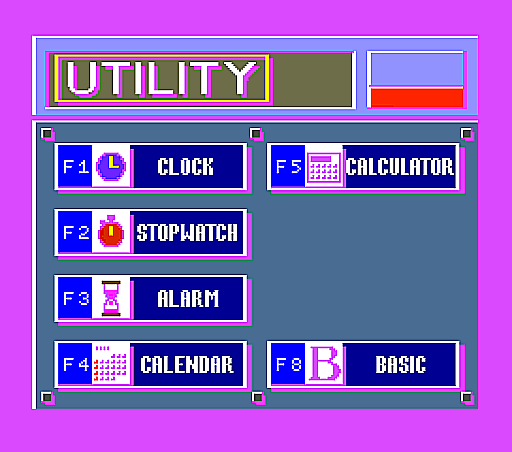 UTILITY
F1 CLOCK
F5 CALCULATOR
F2 STOPWATCH
F3 ALARM
F4 CALENDAR
F8 B BASIC